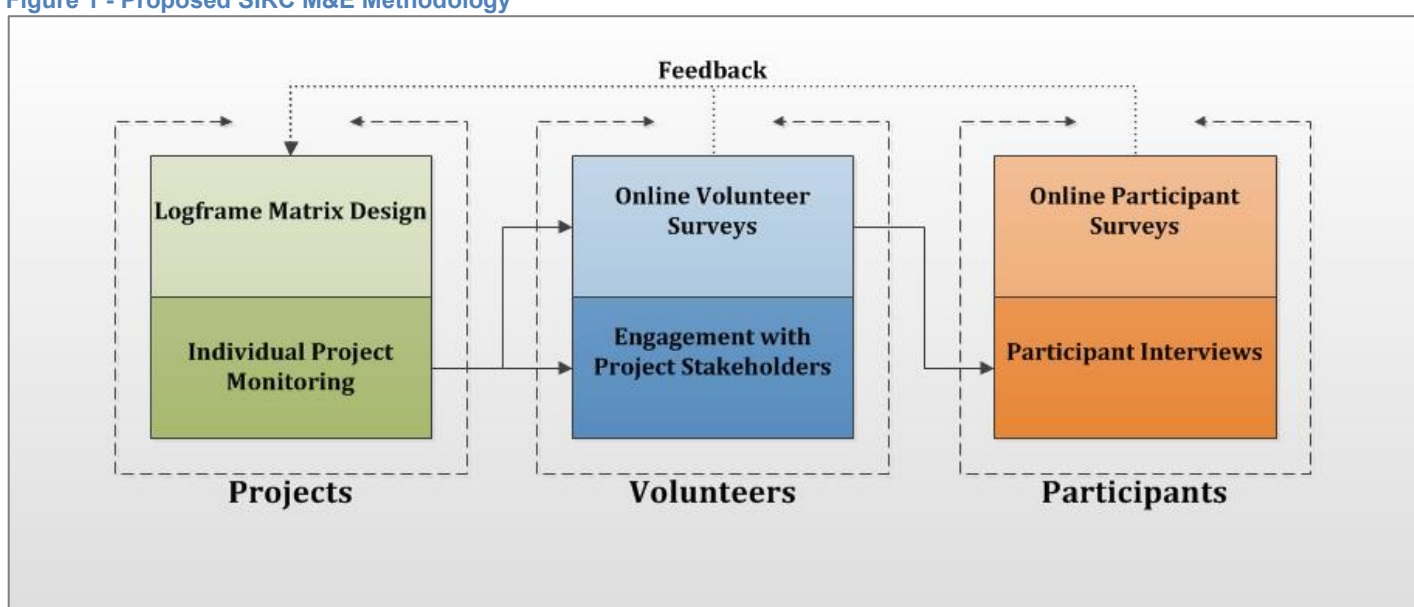 Figure 1 - Proposed SIRC M&E Methodology
Feedback
Logframe Matrix Design
Individual Project
Monitoring
Projects
Online Volunteer
Surveys
Engagement with
Project Stakeholders
Volunteers
Online Participant
Surveys
Participant Interviews
Participants